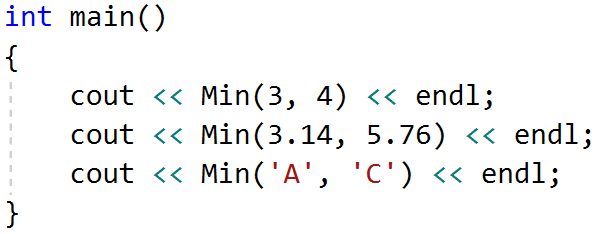 int main()
{
cout << Min(3, 4) << endl;
cout << Min(3.14, 5.76) << endl;
cout << Min('A', 'C') << endl;
}